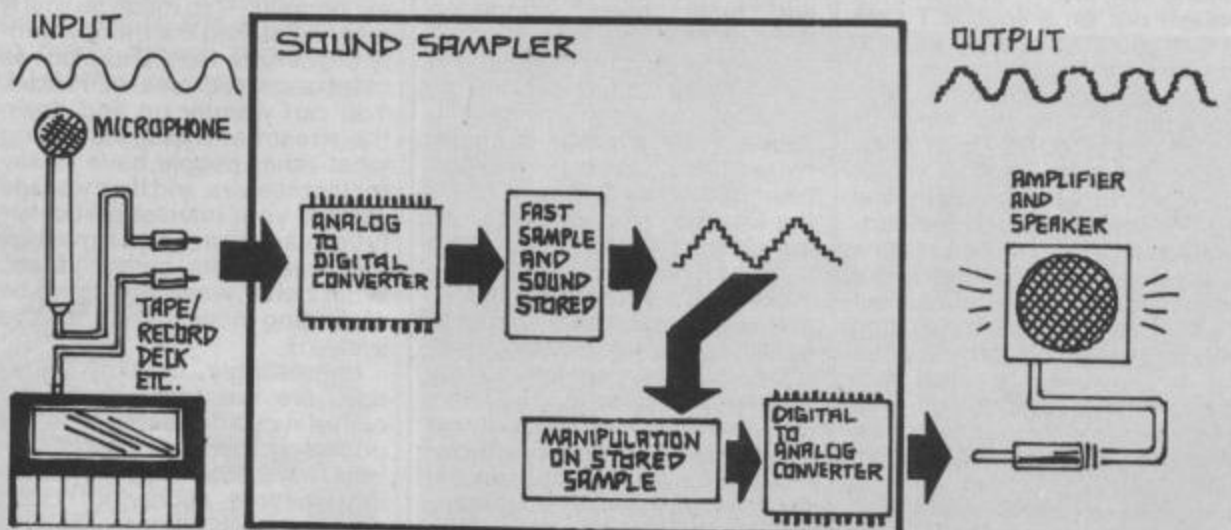 INPUT
MICROPHONE
TAPE/
RECORD
DECK
ETC.
SOUND SAMPLER
ANALOG
TO
DIGITAL
CONVERTER
FAST
SAMPLE
AND
SOUND
STORED
MANIPULATION
ON STORED
SAMPLE
DIGITAL
TO
ANALOG
CONVERTER
OUTPUT
AMPLIFIER
AND
SPEAKER